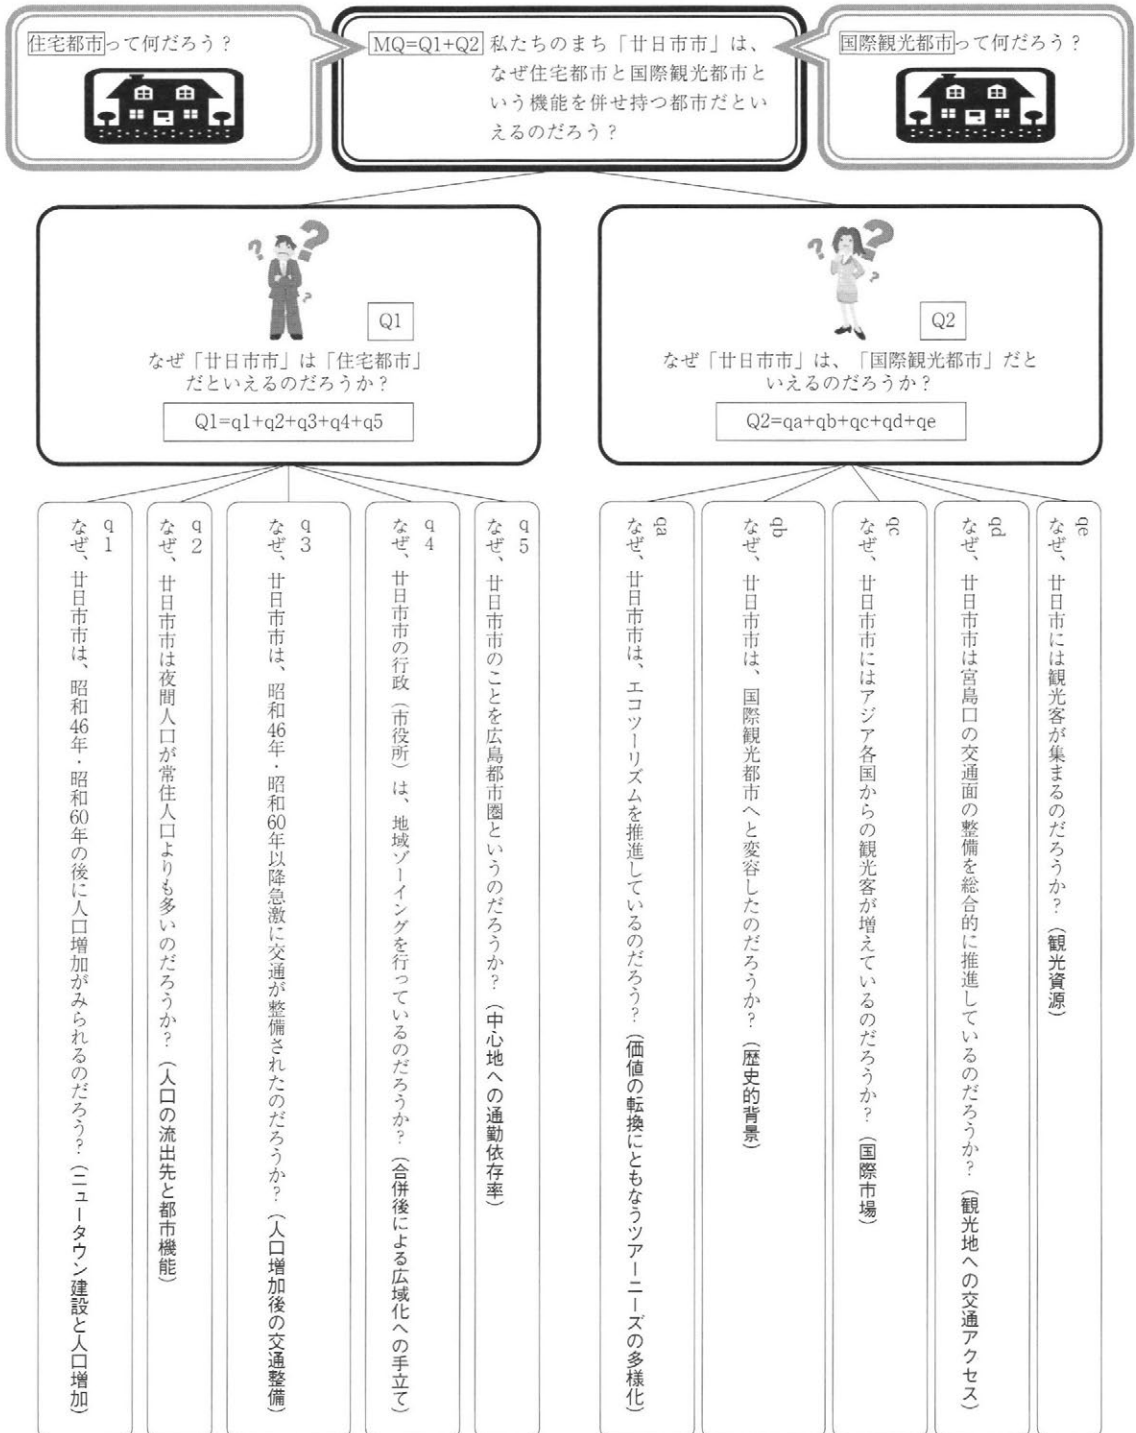 住宅都市って何だろう？
MQ=Q1+Q2 私たちのまち「廿日市市」は、
なぜ住宅都市と国際観光都市と
いう機能を併せ持つ都市だとい
えるのだろう？
国際観光都市って何だろう？
? ? ?
Q1
なぜ「廿日市市」は「住宅都市」
だといえるのだろうか？
Q1=q1+q2+q3+q4+q5
? ? ?
Q2
なぜ「廿日市市」は、「国際観光都市」だと
いえるのだろうか？
Q2=qa+qb+qc+qd+qe
q1
なぜ、廿日市市は、昭和46年・昭和60年の後に人口増加がみられるのだろう？（ニュータウン建設と人口増加）
q2
なぜ、廿日市市は夜間人口が常住人口よりも多いのだろうか？（人口の流出先と都市機能）
q3
なぜ、廿日市市は、昭和46年・昭和60年以降急激に交通が整備されたのだろうか？（人口増加後の交通整備）
q4
なぜ、廿日市市の行政（市役所）は、地域ゾーイングを行っているのだろうか？（合併後による広域化への手立て）
q5
なぜ、廿日市市のことを広島都市圏というのだろうか？（中心地への通勤依存率）
qa
なぜ、廿日市市は、エコツーリズムを推進しているのだろう？（価値の転換にともなうツアーニーズの多様化）
qb
なぜ、廿日市市は、国際観光都市へと変容したのだろうか？（歴史的背景）
qc
なぜ、廿日市市にはアジア各国からの観光客が増えているのだろうか？（国際市場）
qd
なぜ、廿日市市は宮島口の交通面の整備を総合的に推進しているのだろうか？（観光地への交通アクセス）
qe
なぜ、廿日市には観光客が集まるのだろうか？（観光資源）